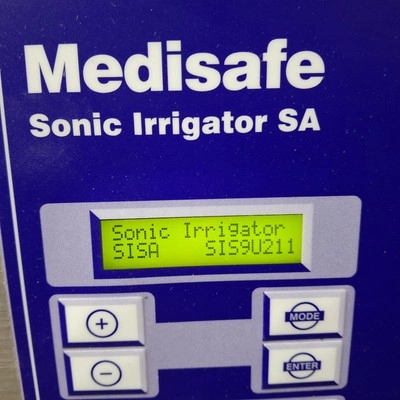 Medisafe
Sonic Irrigator SA
Sonic Irrigator
SISA SIS9U211
+ MODE
− ENTER